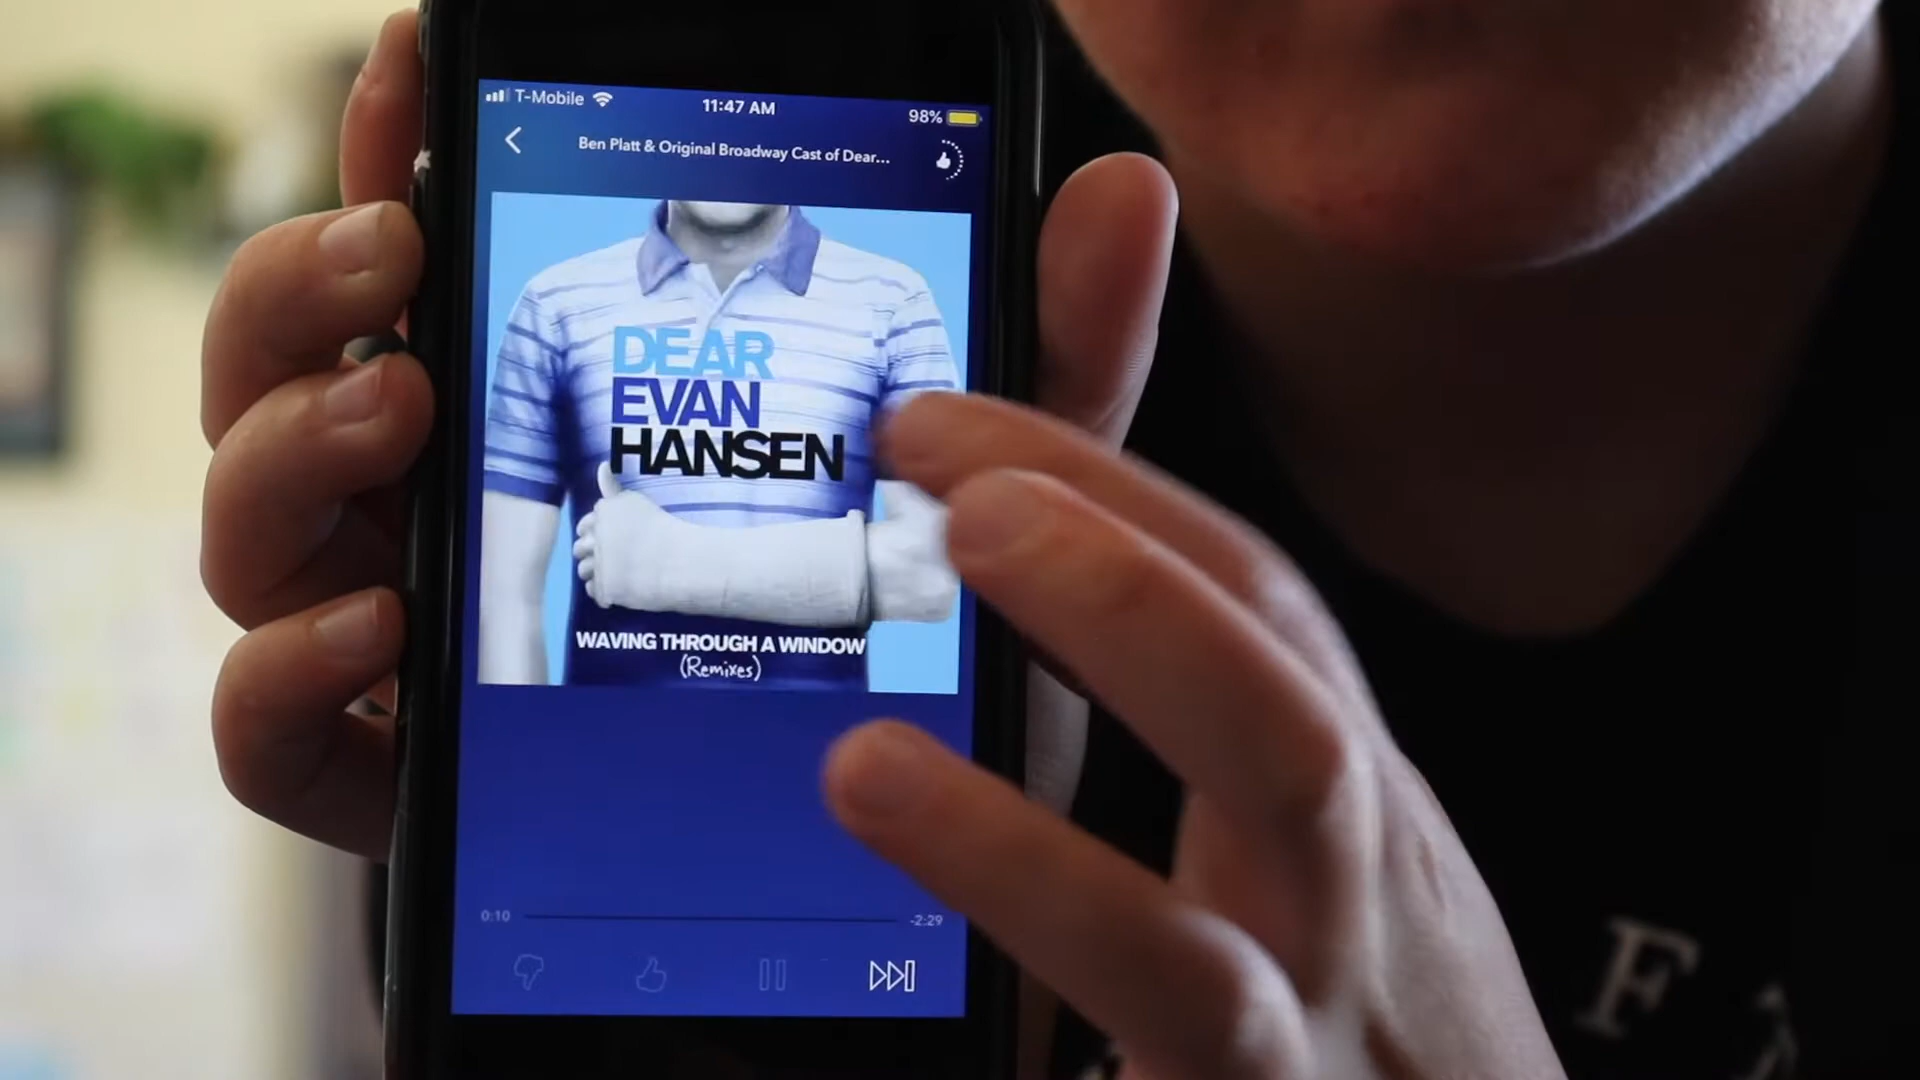 T-Mobile 11:47 AM 98%
Ben Platt & Original Broadway Cast of Dear...
DEAR
EVAN
HANSEN
WAVING THROUGH A WINDOW
(Remixes)
0:10 -2:29
F